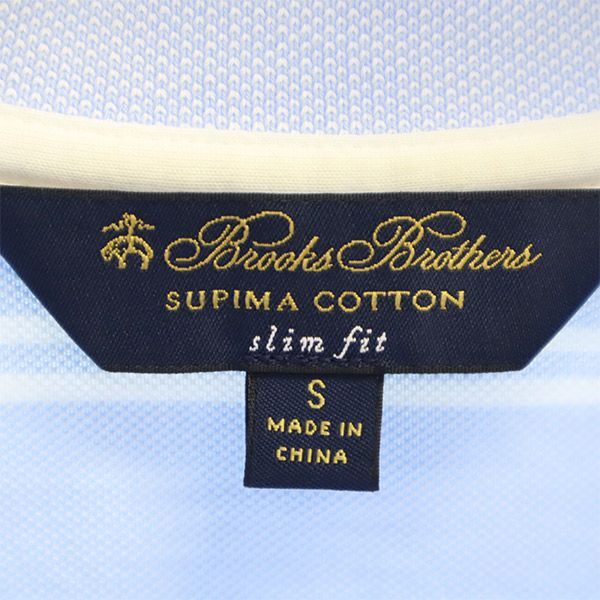 Brooks Brothers
SUPIMA COTTON
slim fit
S
MADE IN
CHINA